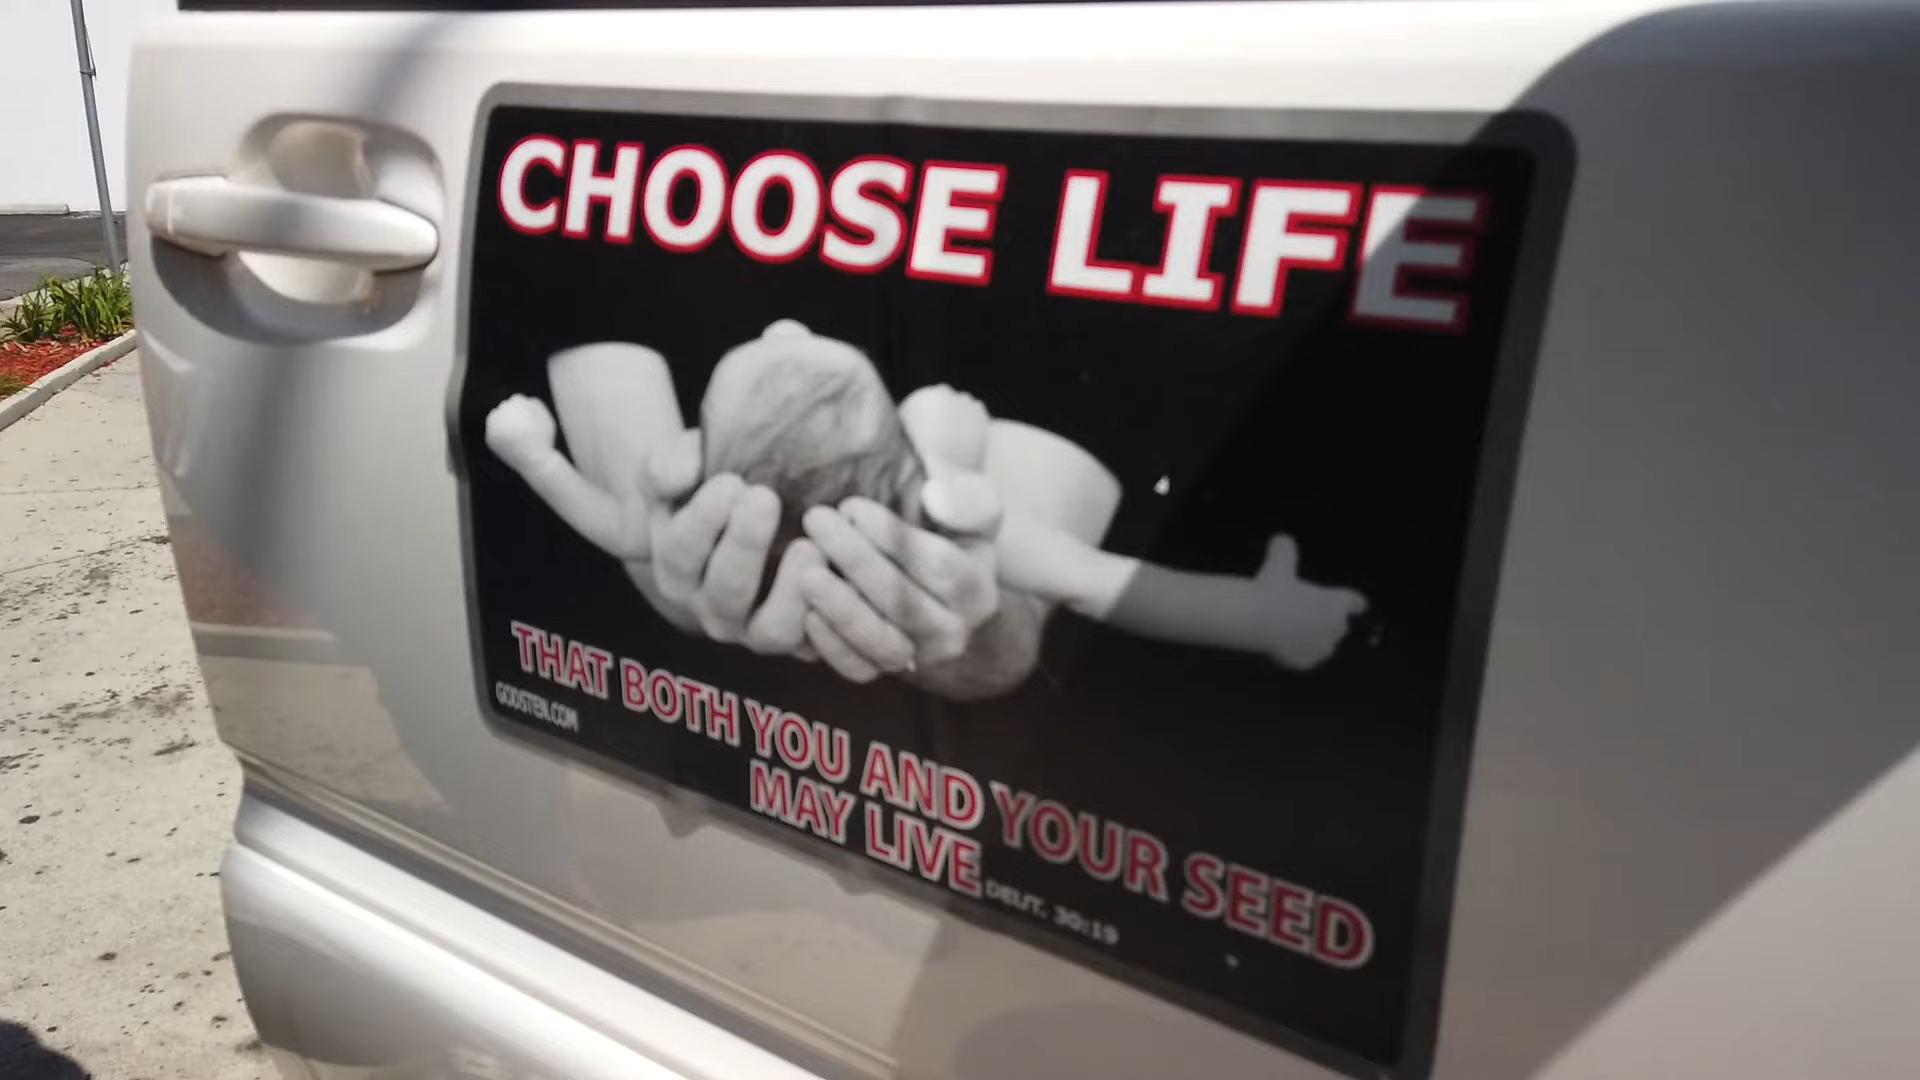 CHOOSE LIFE
THAT BOTH YOU AND YOUR SEED
MAY LIVE DEUT. 30:19
GODSTEN.COM